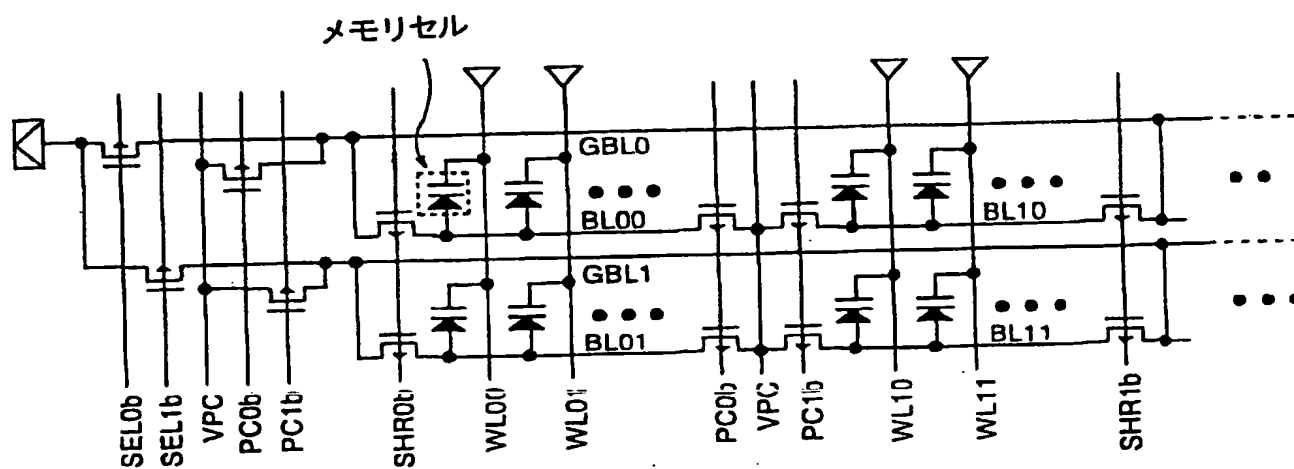 メモリセル
GBL0
BL00
BL10
GBL1
BL01
BL11
SEL0b
SEL1b
VPC
PC0b
PC1b
SHR0b
WL00
WL01
PC0b
VPC
PC1b
WL10
WL11
SHR1b